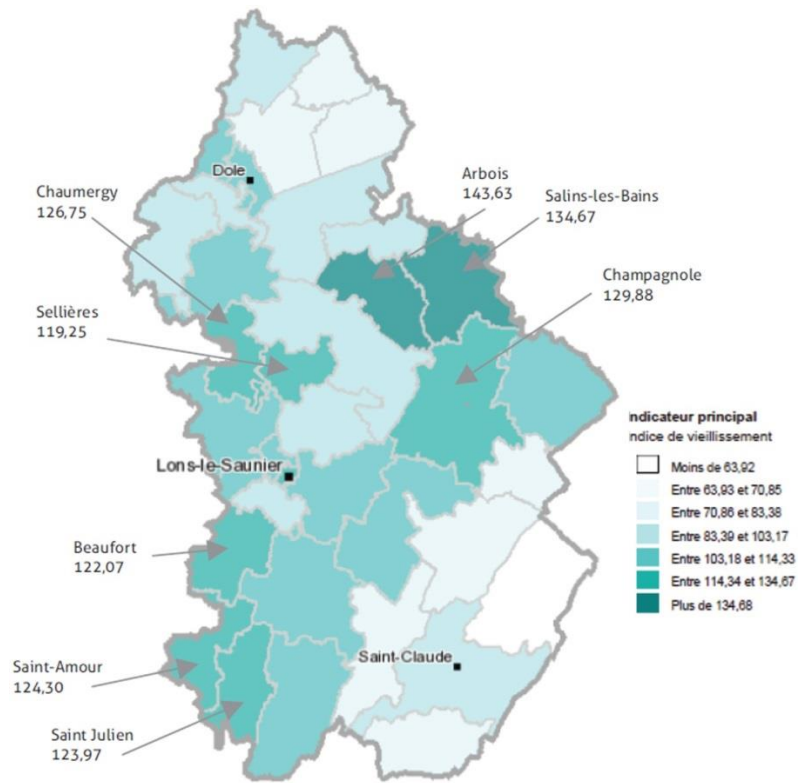 Dole
Chaumergy
126,75
Arbois
143,63
Salins-les-Bains
134,67
Champagnole
129,88
Sellières
119,25
Lons-le-Saunier
Beaufort
122,07
Saint-Amour
124,30
Saint Julien
123,97
Saint-Claude
ndicateur principal
ndice de vieillissement
Moins de 63,92
Entre 63,93 et 70,85
Entre 70,86 et 83,38
Entre 83,39 et 103,17
Entre 103,18 et 114,33
Entre 114,34 et 134,67
Plus de 134,68